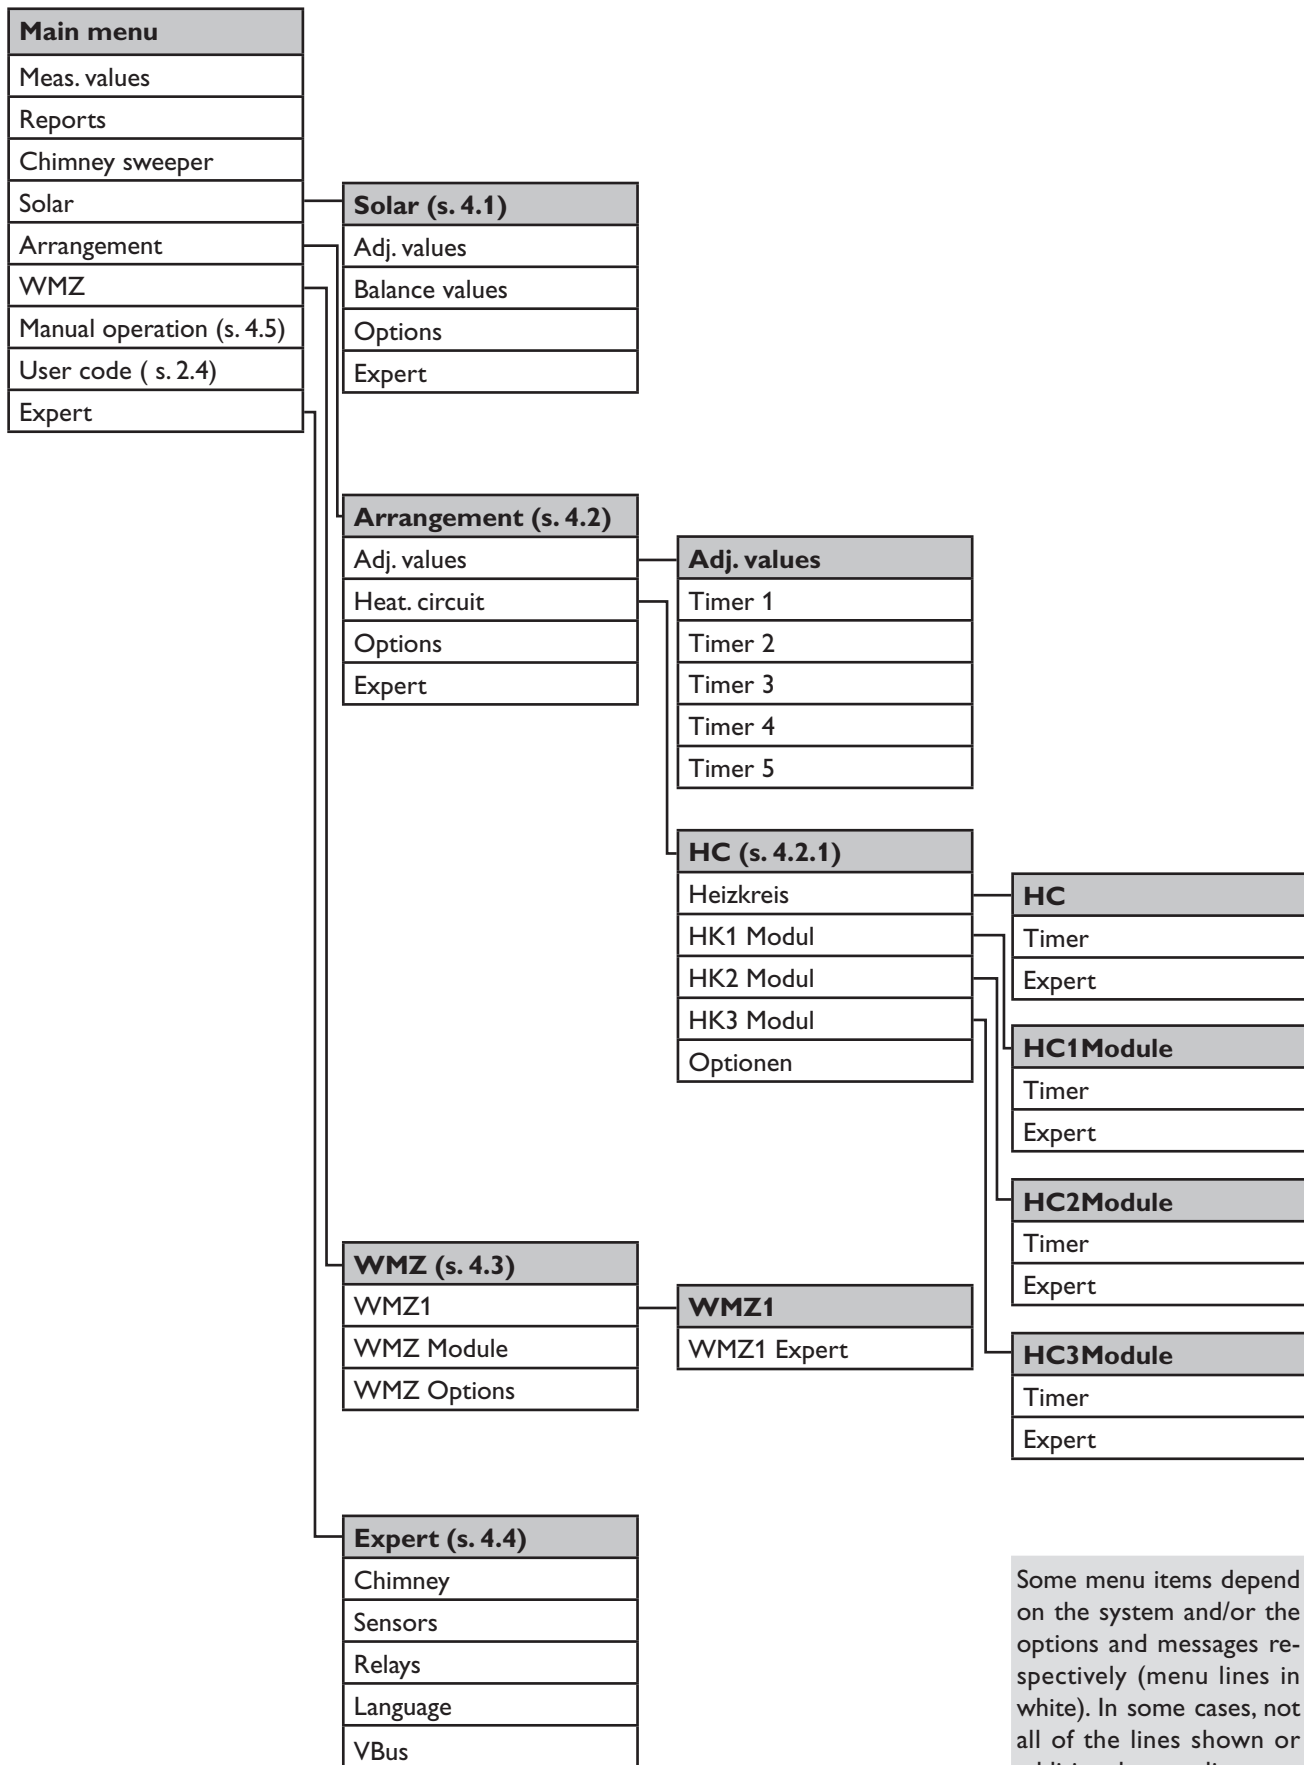 Main menu
Meas. values
Reports
Chimney sweeper
Solar
Arrangement
WMZ
Manual operation (s. 4.5)
User code ( s. 2.4)
Expert
Solar (s. 4.1)
Adj. values
Balance values
Options
Expert
Arrangement (s. 4.2)
Adj. values
Heat. circuit
Options
Expert
Adj. values
Timer 1
Timer 2
Timer 3
Timer 4
Timer 5
HC (s. 4.2.1)
Heizkreis
HK1 Modul
HK2 Modul
HK3 Modul
Optionen
HC
Timer
Expert
HC1Module
Timer
Expert
HC2Module
Timer
Expert
HC3Module
Timer
Expert
WMZ (s. 4.3)
WMZ1
WMZ Module
WMZ Options
WMZ1
WMZ1 Expert
Expert (s. 4.4)
Chimney
Sensors
Relays
Language
VBus
Some menu items depend
on the system and/or the
options and messages re-
spectively (menu lines in
white). In some cases, not
all of the lines shown or